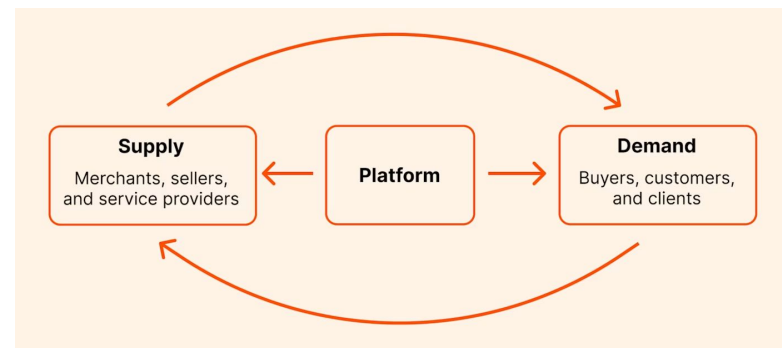 Supply
Merchants, sellers,
and service providers
Platform
Demand
Buyers, customers,
and clients